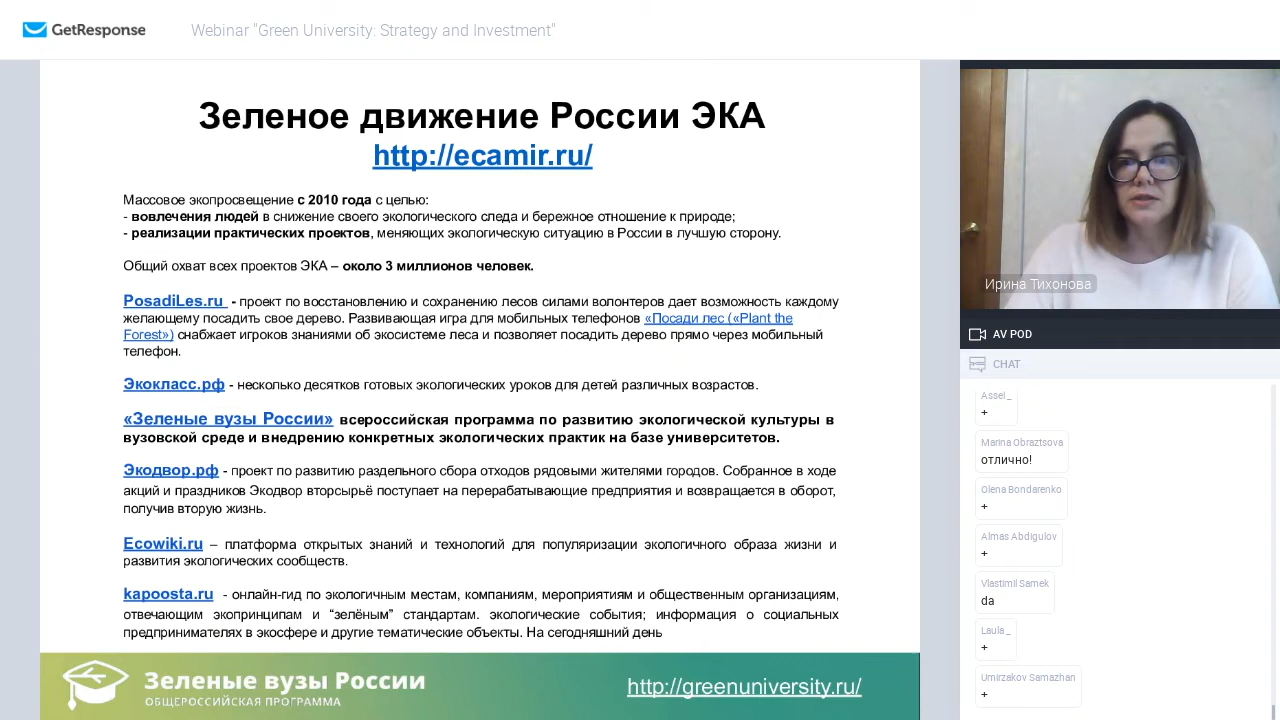 GetResponse
Webinar "Green University: Strategy and Investment"
Зеленое движение России ЭКА
http://ecamir.ru/
Массовое экопросвещение с 2010 года с целью:
- вовлечения людей в снижение своего экологического следа и бережное отношение к природе;
- реализации практических проектов, меняющих экологическую ситуацию в России в лучшую сторону.
Общий охват всех проектов ЭКА – около 3 миллионов человек.
PosadiLes.ru - проект по восстановлению и сохранению лесов силами волонтеров дает возможность каждому
желающему посадить свое дерево. Развивающая игра для мобильных телефонов «Посади лес («Plant the
Forest») снабжает игроков знаниями об экосистеме леса и позволяет посадить дерево прямо через мобильный
телефон.
Экокласс.рф - несколько десятков готовых экологических уроков для детей различных возрастов.
«Зеленые вузы России» всероссийская программа по развитию экологической культуры в
вузовской среде и внедрению конкретных экологических практик на базе университетов.
Экодвор.рф - проект по развитию раздельного сбора отходов рядовыми жителями городов. Собранное в ходе
акций и праздников Экодвор вторсырьё поступает на перерабатывающие предприятия и возвращается в оборот,
получив вторую жизнь.
Ecowiki.ru – платформа открытых знаний и технологий для популяризации экологичного образа жизни и
развития экологических сообществ.
kapoosta.ru - онлайн-гид по экологичным местам, компаниям, мероприятиям и общественным организациям,
отвечающим экопринципам и “зелёным” стандартам. экологические события; информация о социальных
предпринимателях в экосфере и другие тематические объекты. На сегодняшний день
Зеленые вузы России
ОБЩЕРОССИЙСКАЯ ПРОГРАММА
http://greenuniversity.ru/
Ирина Тихонова
AV POD
CHAT
Assel _
+
Marina Obraztsova
отлично!
Olena Bondarenko
+
Almas Abdigulov
+
Vlastimil Samek
da
Laula _
+
Umirzakov Samazhan
+